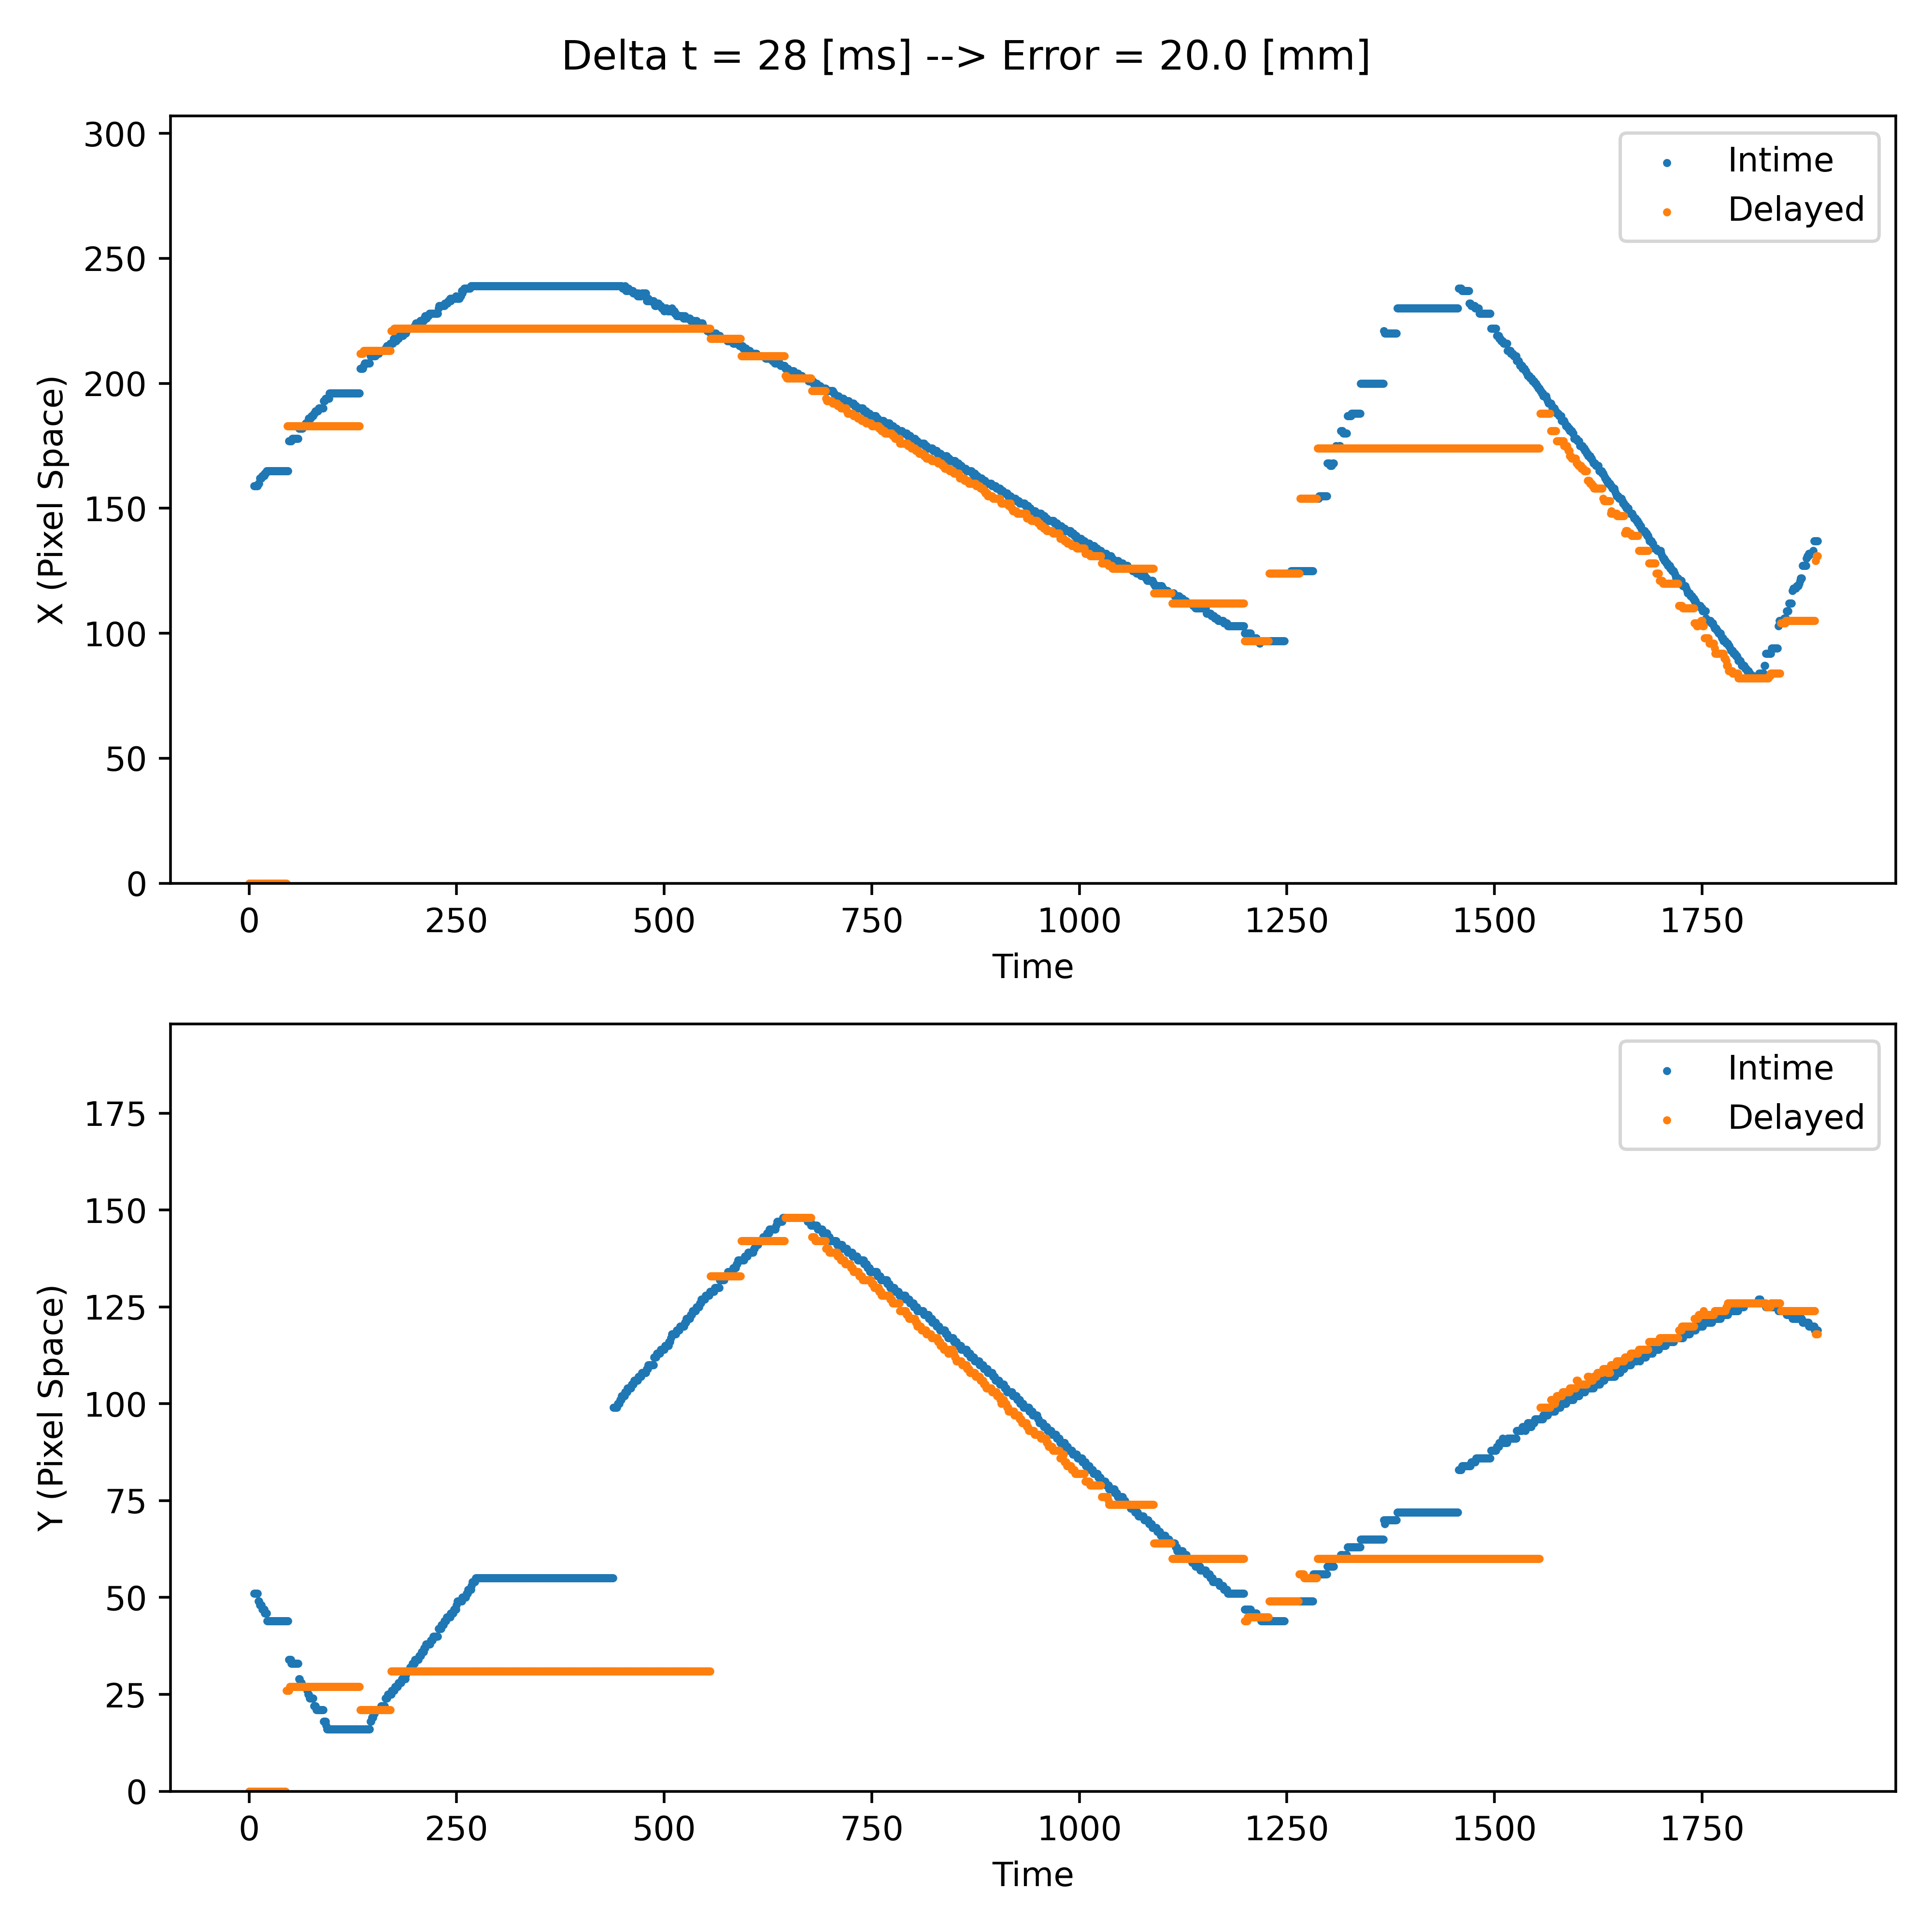 Delta t = 28 [ms] --> Error = 20.0 [mm]
300
250
200
150
100
50
0
X (Pixel Space)
Intime
Delayed
0 250 500 750 1000 1250 1500 1750
Time
175
150
125
100
75
50
25
0
Y (Pixel Space)
Intime
Delayed
0 250 500 750 1000 1250 1500 1750
Time